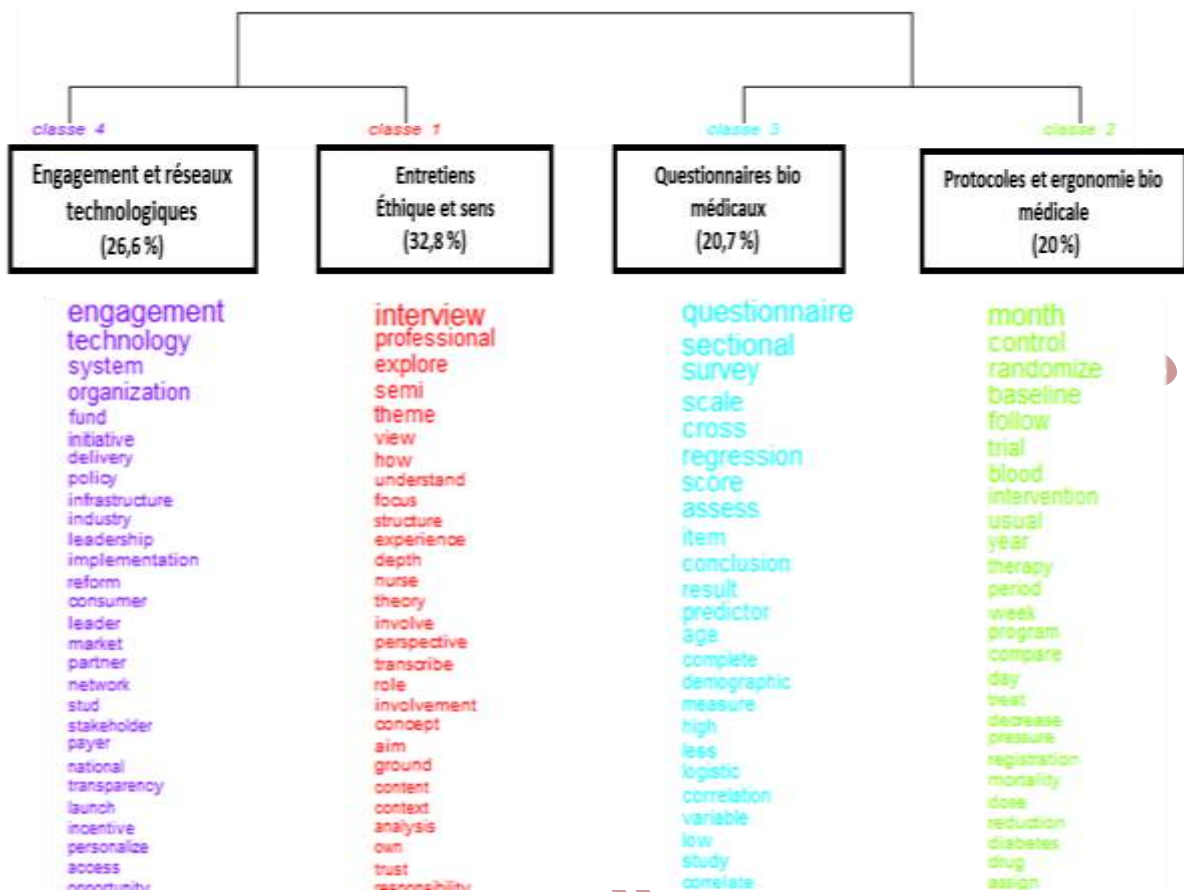 classe 4
Engagement et réseaux
technologiques
(26,6 %)
engagement
technology
system
organization
fund
initiative
delivery
policy
infrastructure
industry
leadership
implementation
reform
consumer
leader
market
partner
network
stud
stakeholder
payer
national
transparency
launch
incentive
personalize
access
opportunity
classe 1
Entretiens
Éthique et sens
(32,8 %)
interview
professional
explore
semi
theme
view
how
understand
focus
structure
experience
depth
nurse
theory
involve
perspective
transcribe
role
involvement
concept
aim
ground
content
context
analysis
own
trust
responsibility
classe 3
Questionnaires bio
médicaux
(20,7 %)
questionnaire
sectional
survey
scale
cross
regression
score
assess
item
conclusion
result
predictor
age
complete
demographic
measure
high
less
logistic
correlation
variable
low
study
correlate
classe 2
Protocoles et ergonomie bio
médicale
(20 %)
month
control
randomize
baseline
follow
trial
blood
intervention
usual
year
therapy
period
week
program
compare
day
treat
decrease
pressure
registration
mortality
dose
reduction
diabetes
drug
assign